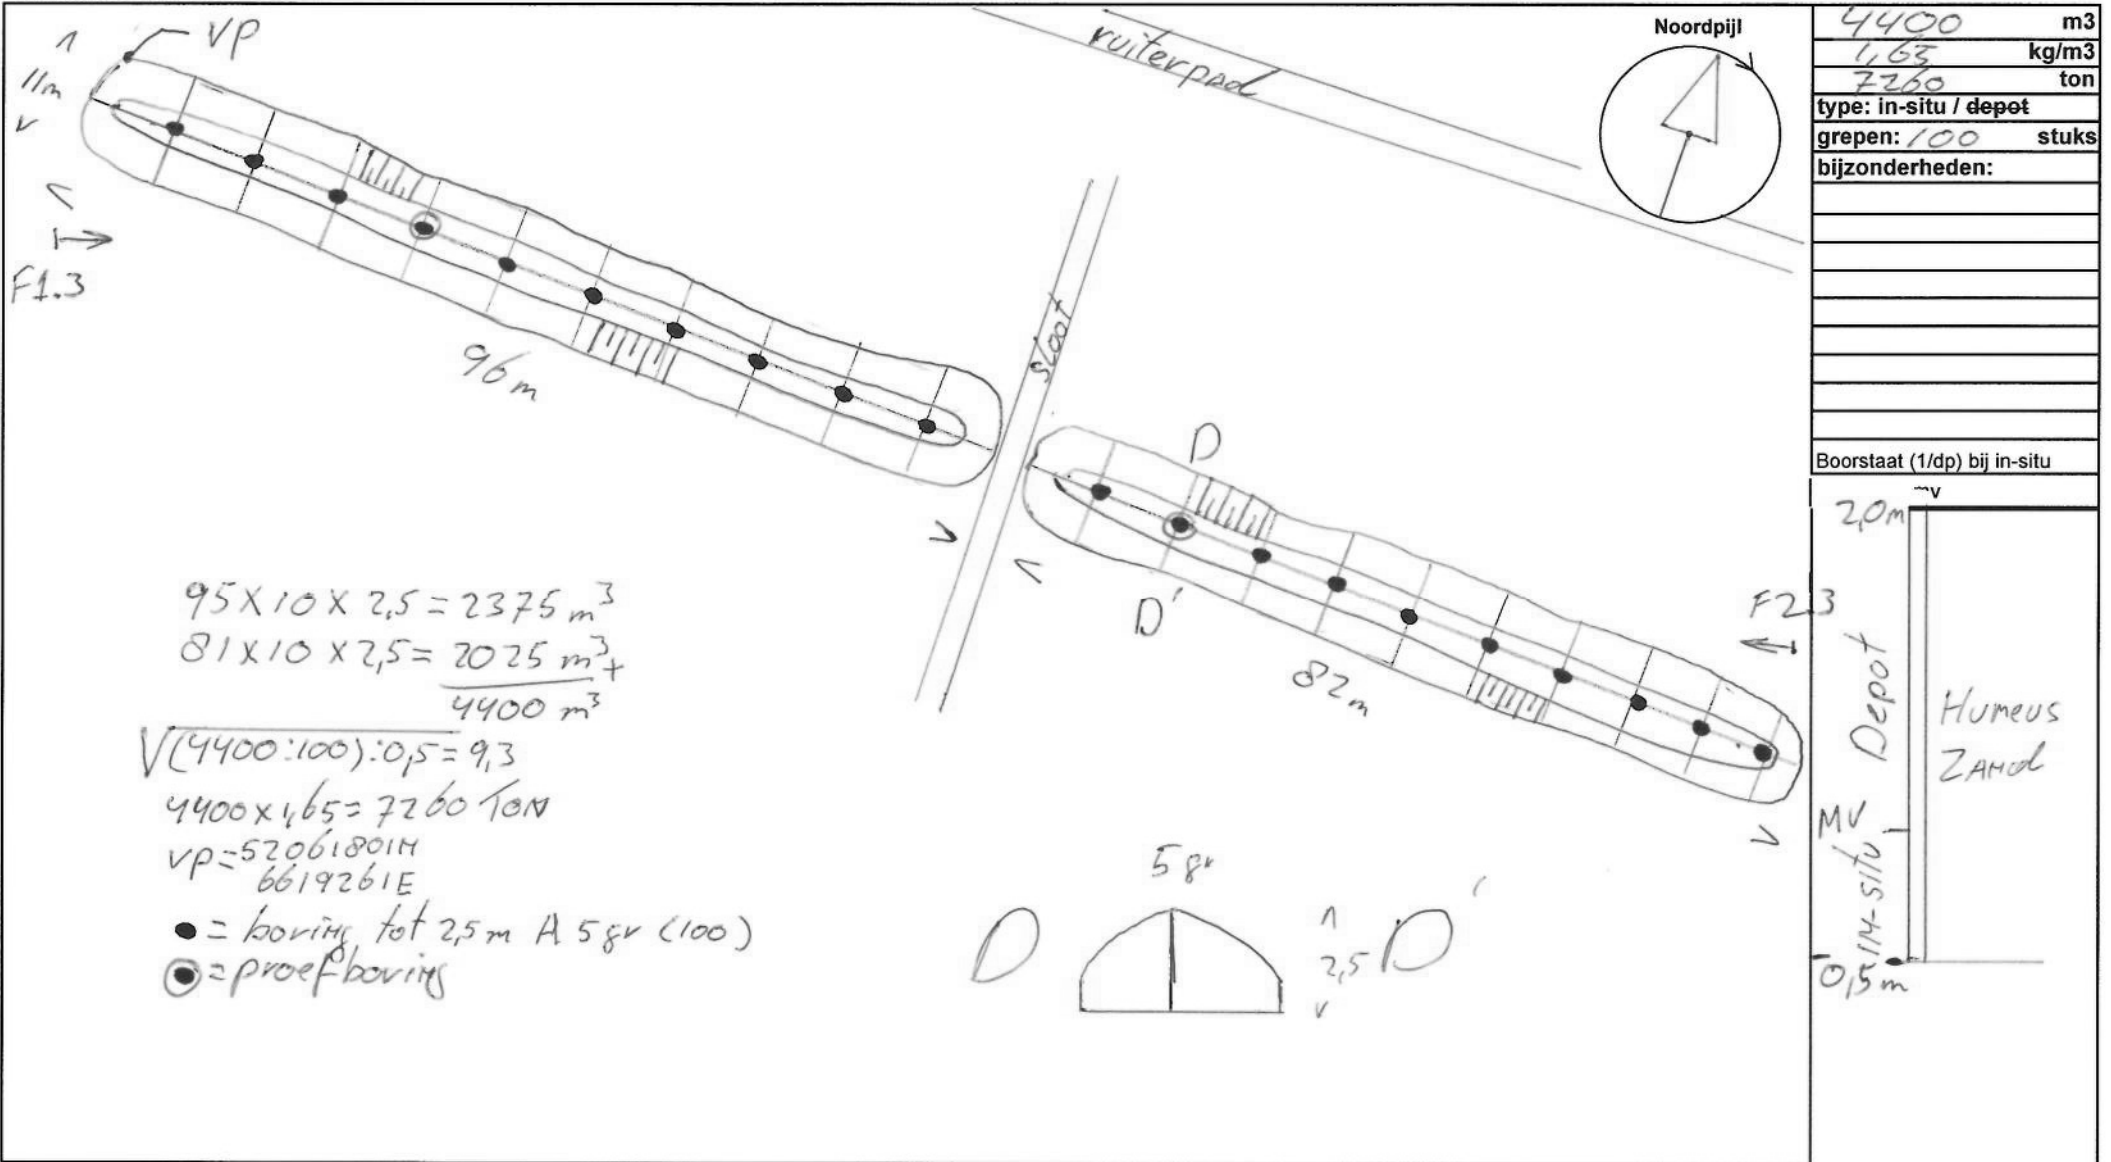 VP
11m
F1.3
96m
ruiterpad
sloot
Noordpijl
4400 m3
1,65 kg/m3
7260 ton
type: in-situ / depot
grepen: 100 stuks
bijzonderheden:
Boorstaat (1/dp) bij in-situ
mv
2,0m
Depot
Humeus
Zand
MV
IN-situ
-0,5m
D
D'
82m
F2.3
95 X 10 X 2,5 = 2375 m³
81 X 10 X 2,5 = 2025 m³ +
4400 m³
√(4400:100):0,5 = 9,3
4400 x 1,65 = 7260 TON
VP = 52061801N
6619261E
● = boring tot 2,5m A 5 gr (100)
= proefboring
5 gr
D
2,5
D'